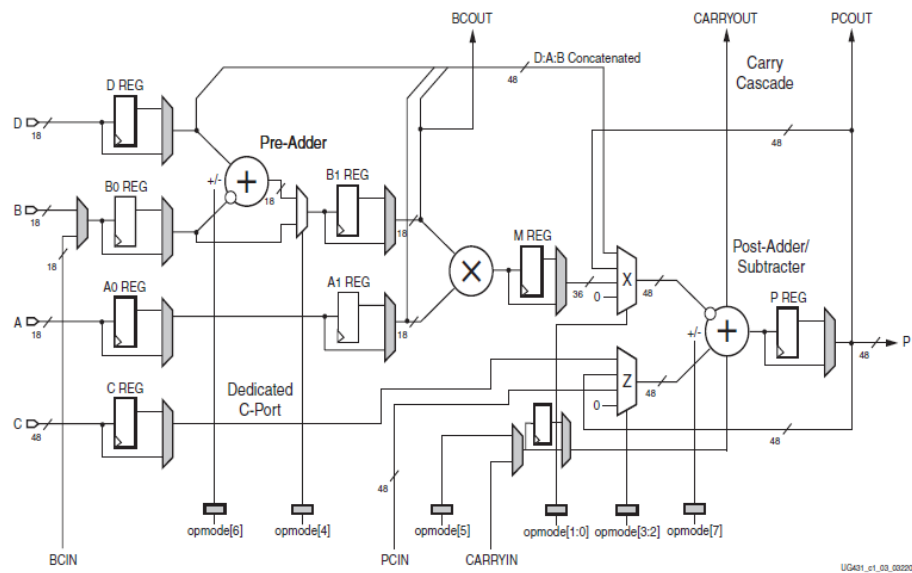 BCOUT
CARRYOUT
PCOUT
D:A:B Concatenated
48
Carry
Cascade
D REG
D
18
Pre-Adder
48
B0 REG
+/-
+
18
B1 REG
B
18
18
18
M REG
Post-Adder/
Subtracter
×
X
48
P REG
A0 REG
A1 REG
36
0
+/-
+
A
18
18
P
48
C REG
Dedicated
C-Port
Z
48
0
C
48
48
48
opmode[6]
opmode[4]
opmode[5]
opmode[1:0]
opmode[3:2]
opmode[7]
BCIN
PCIN
CARRYIN
UG431_c1_03_03220